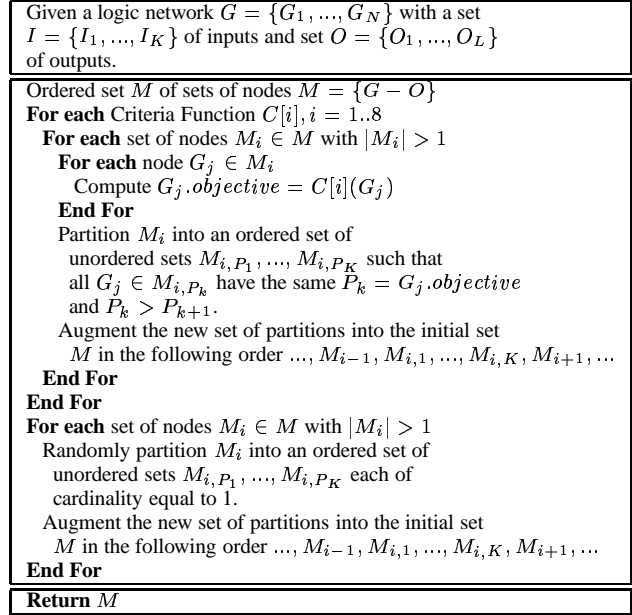 Given a logic network G = {G₁, ..., G_N} with a set
I = {I₁, ..., I_K} of inputs and set O = {O₁, ..., O_L}
of outputs.
Ordered set M of sets of nodes M = {G − O}
For each Criteria Function C[i], i = 1..8
For each set of nodes M_i ∈ M with |M_i| > 1
For each node G_j ∈ M_i
Compute G_j.objective = C[i](G_j)
End For
Partition M_i into an ordered set of
unordered sets M_{i,P₁}, ..., M_{i,P_K} such that
all G_j ∈ M_{i,P_k} have the same P_k = G_j.objective
and P_k > P_{k+1}.
Augment the new set of partitions into the initial set
M in the following order ..., M_{i−1}, M_{i,1}, ..., M_{i,K}, M_{i+1}, ...
End For
End For
For each set of nodes M_i ∈ M with |M_i| > 1
Randomly partition M_i into an ordered set of
unordered sets M_{i,P₁}, ..., M_{i,P_K} each of
cardinality equal to 1.
Augment the new set of partitions into the initial set
M in the following order ..., M_{i−1}, M_{i,1}, ..., M_{i,K}, M_{i+1}, ...
End For
Return M